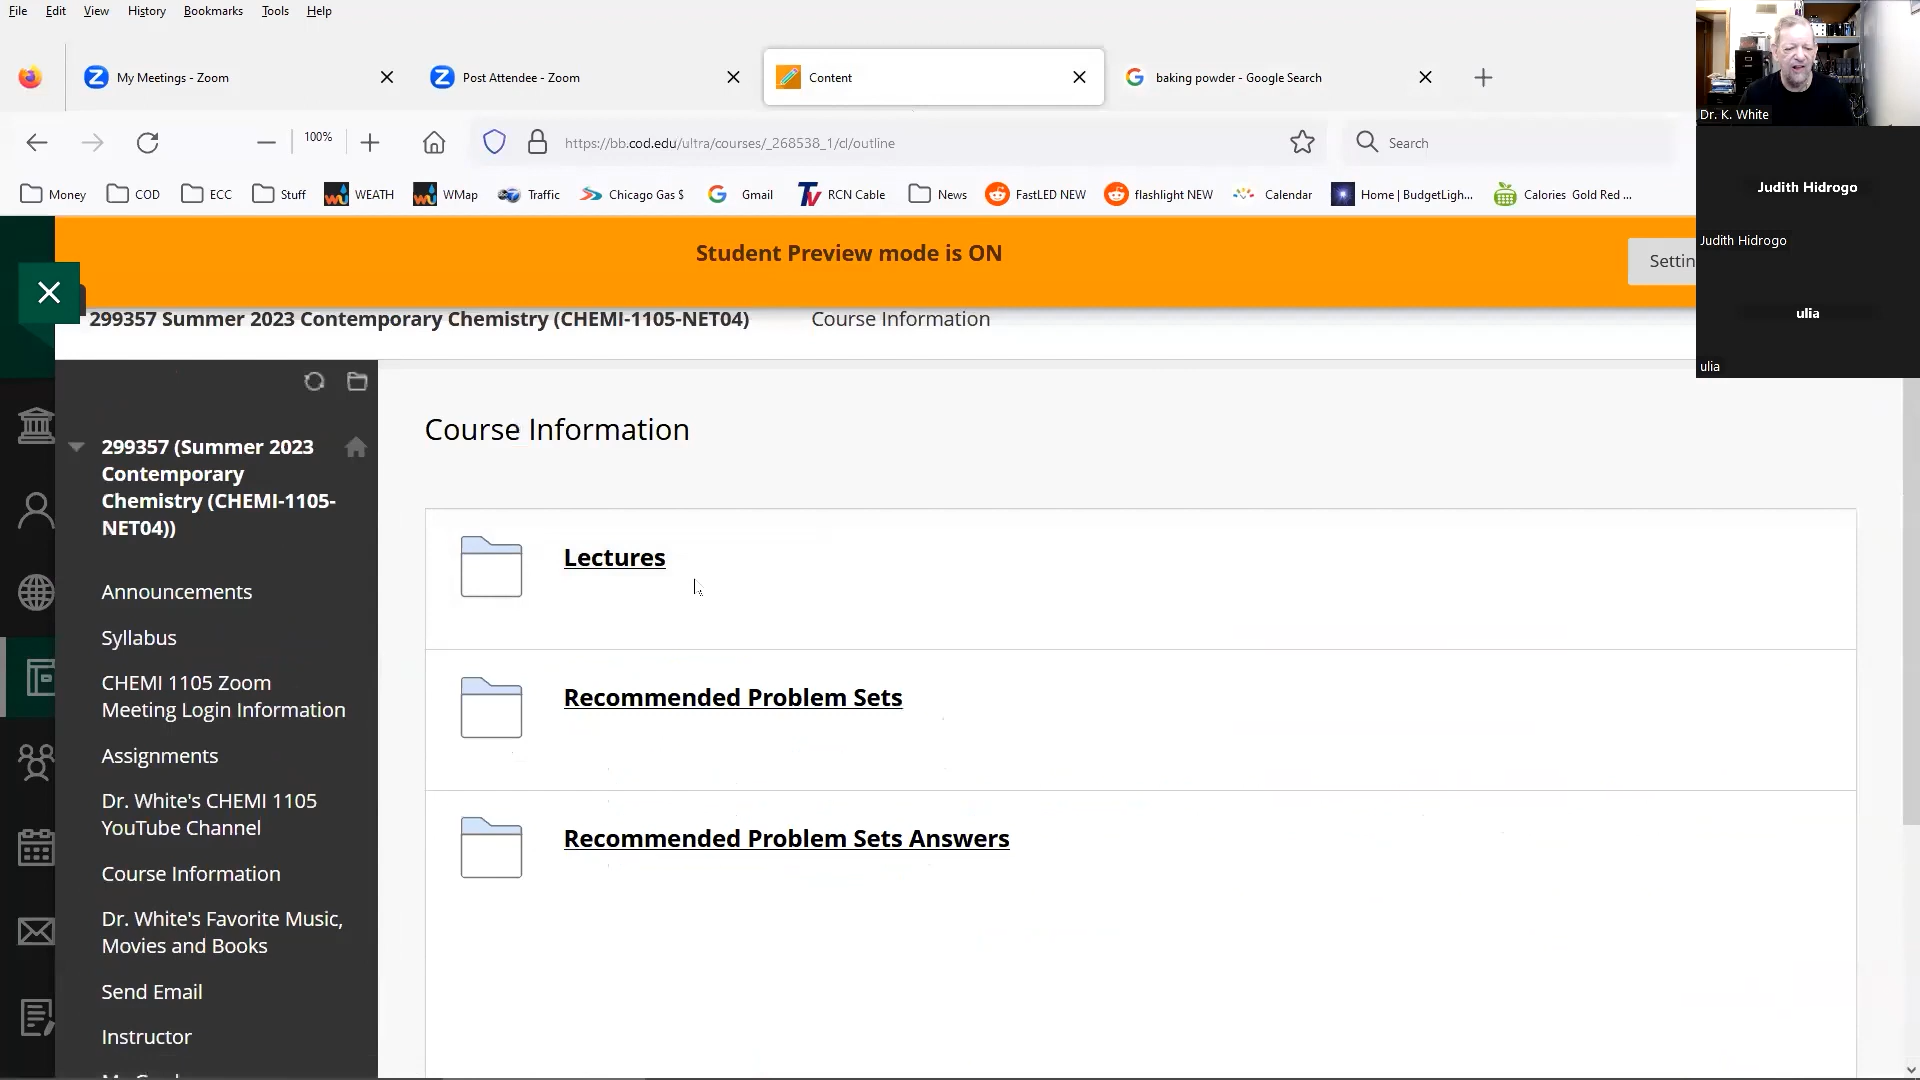 File Edit View History Bookmarks Tools Help
My Meetings - Zoom
Post Attendee - Zoom
Content
baking powder - Google Search
100%
https://bb.cod.edu/ultra/courses/_268538_1/cl/outline
Search
Money COD ECC Stuff WEATH WMap Traffic Chicago Gas $ Gmail RCN Cable News FastLED NEW flashlight NEW Calendar Home | BudgetLigh... Calories Gold Red ...
Student Preview mode is ON
Settin
299357 Summer 2023 Contemporary Chemistry (CHEMI-1105-NET04) Course Information
299357 (Summer 2023
Contemporary
Chemistry (CHEMI-1105-
NET04))
Announcements
Syllabus
CHEMI 1105 Zoom
Meeting Login Information
Assignments
Dr. White's CHEMI 1105
YouTube Channel
Course Information
Dr. White's Favorite Music,
Movies and Books
Send Email
Instructor
Course Information
Lectures
Recommended Problem Sets
Recommended Problem Sets Answers
Dr. K. White
Judith Hidrogo
Judith Hidrogo
ulia
ulia